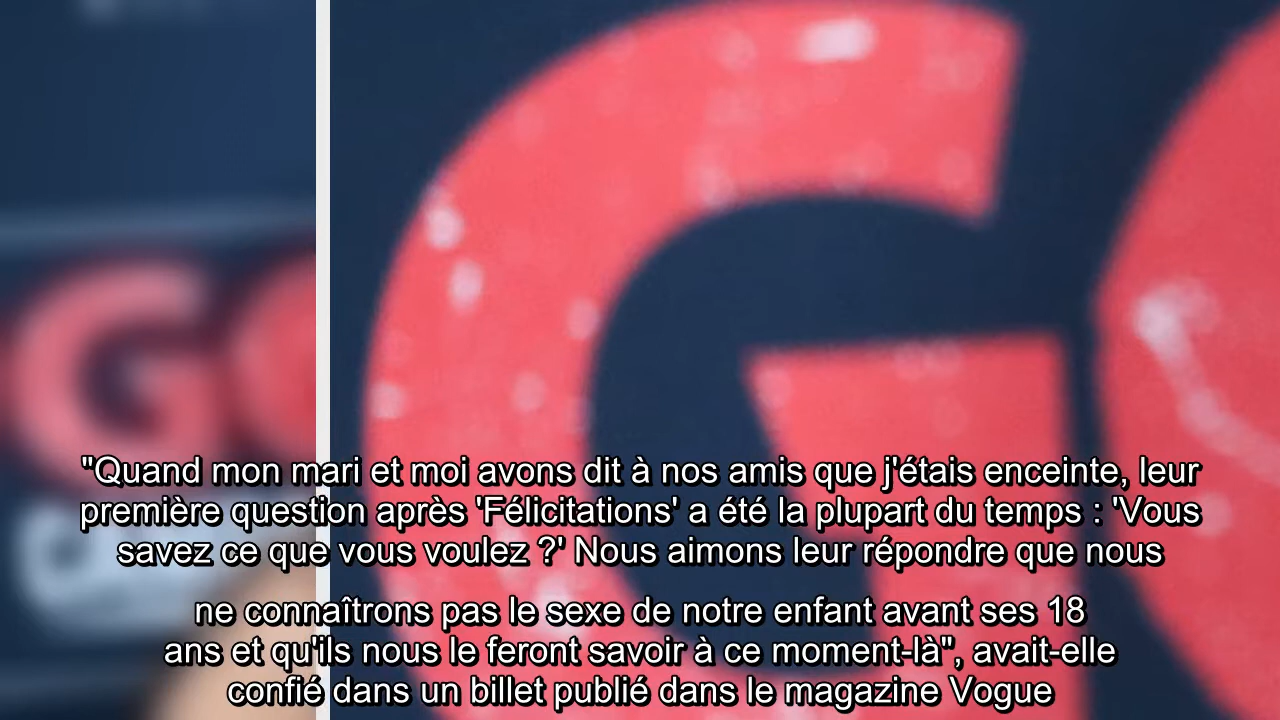 GO
G
"Quand mon mari et moi avons dit à nos amis que j'étais enceinte, leur
première question après 'Félicitations' a été la plupart du temps : 'Vous
savez ce que vous voulez ?' Nous aimons leur répondre que nous
ne connaîtrons pas le sexe de notre enfant avant ses 18
ans et qu'ils nous le feront savoir à ce moment-là", avait-elle
confié dans un billet publié dans le magazine Vogue